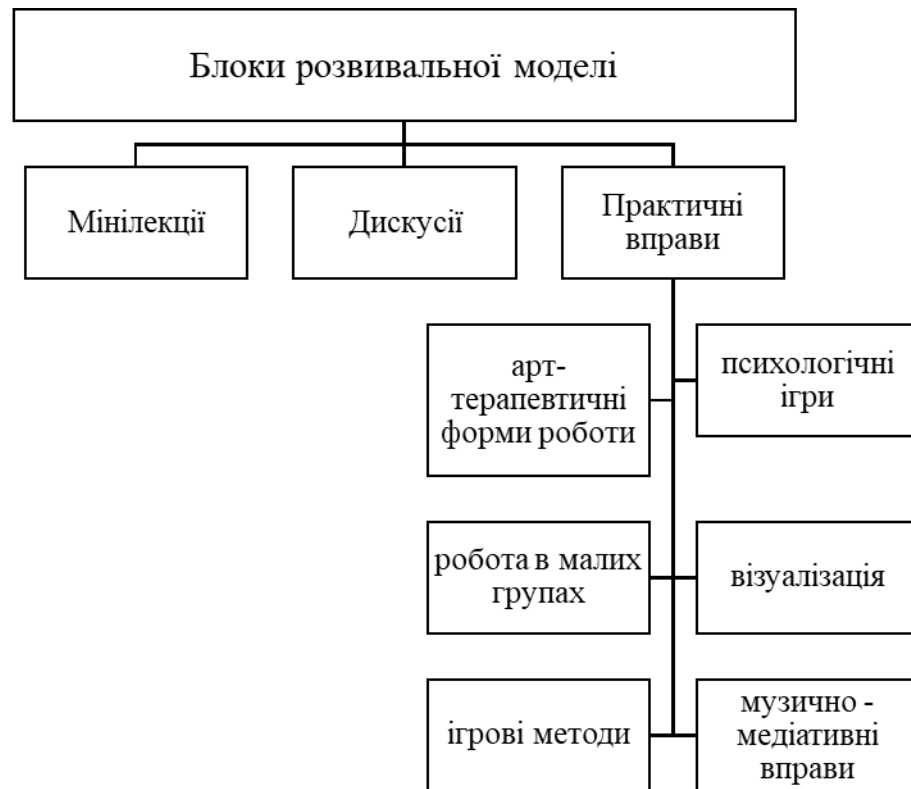 Блоки розвивальної моделі
Мінілекції
Дискусії
Практичні
вправи
арт-
терапевтичні
форми роботи
психологічні
ігри
робота в малих
групах
візуалізація
ігрові методи
музично -
медіативні
вправи